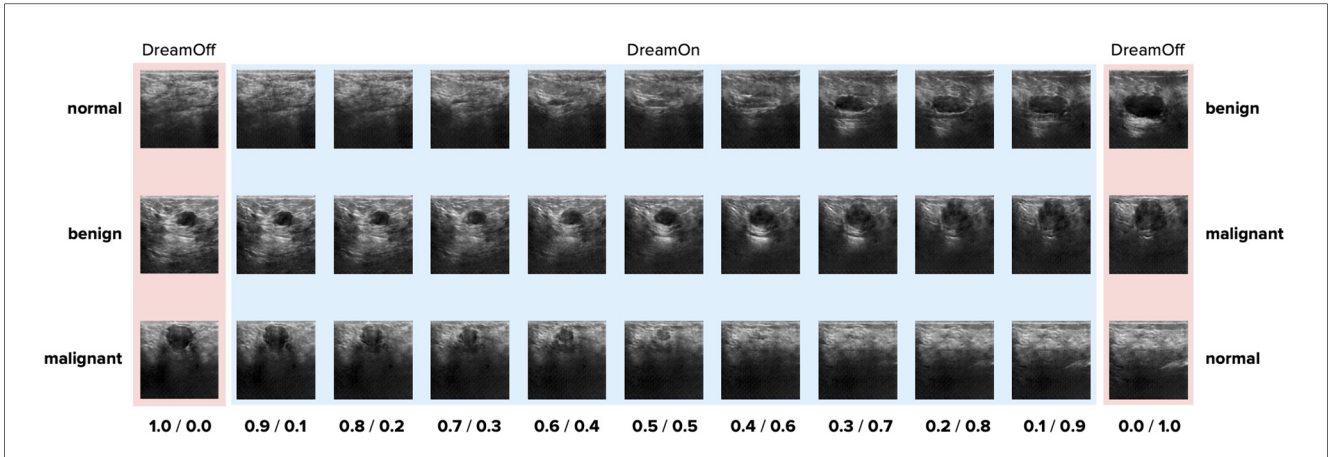 DreamOff DreamOn DreamOff
normal benign
benign malignant
malignant normal
1.0 / 0.0 0.9 / 0.1 0.8 / 0.2 0.7 / 0.3 0.6 / 0.4 0.5 / 0.5 0.4 / 0.6 0.3 / 0.7 0.2 / 0.8 0.1 / 0.9 0.0 / 1.0